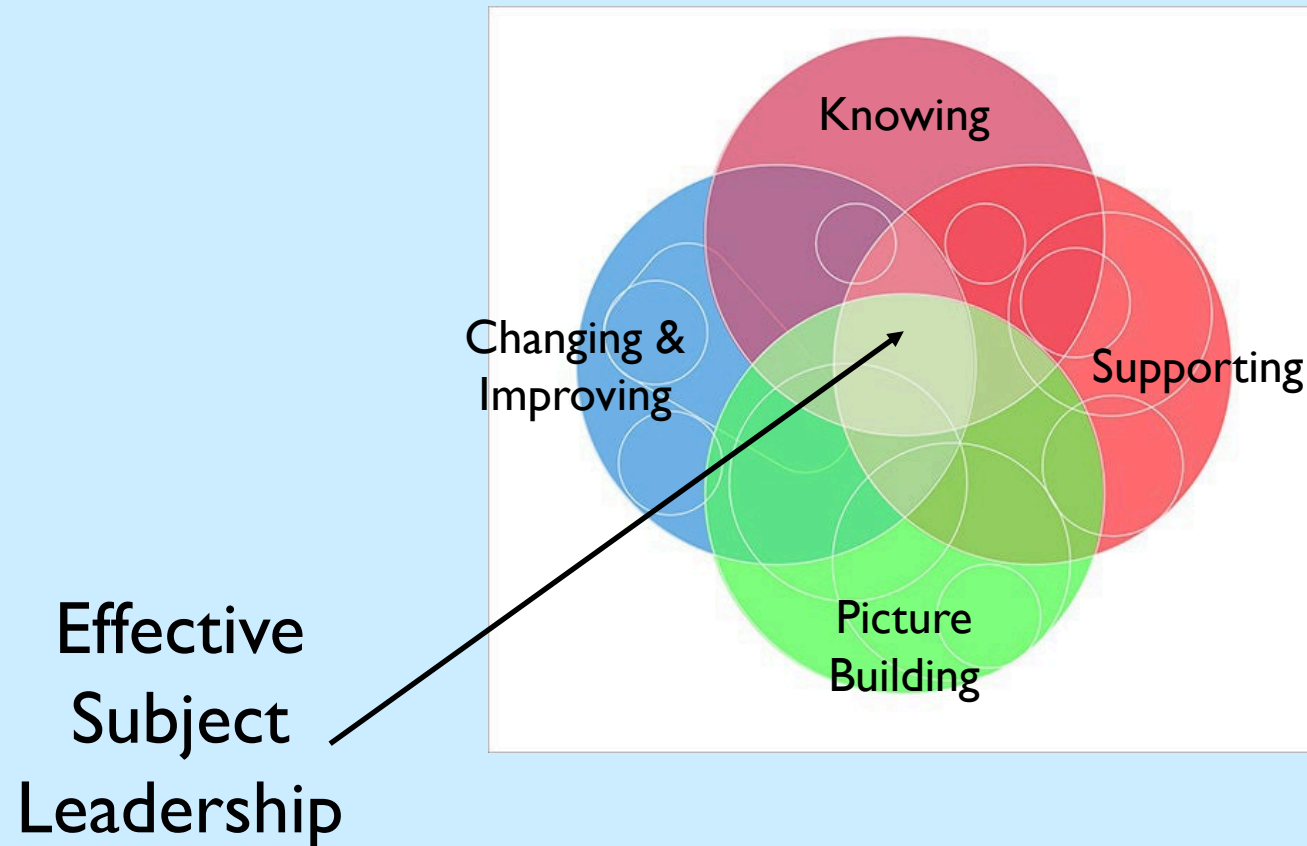 Knowing
Changing &
Improving
Supporting
Picture
Building
Effective
Subject
Leadership